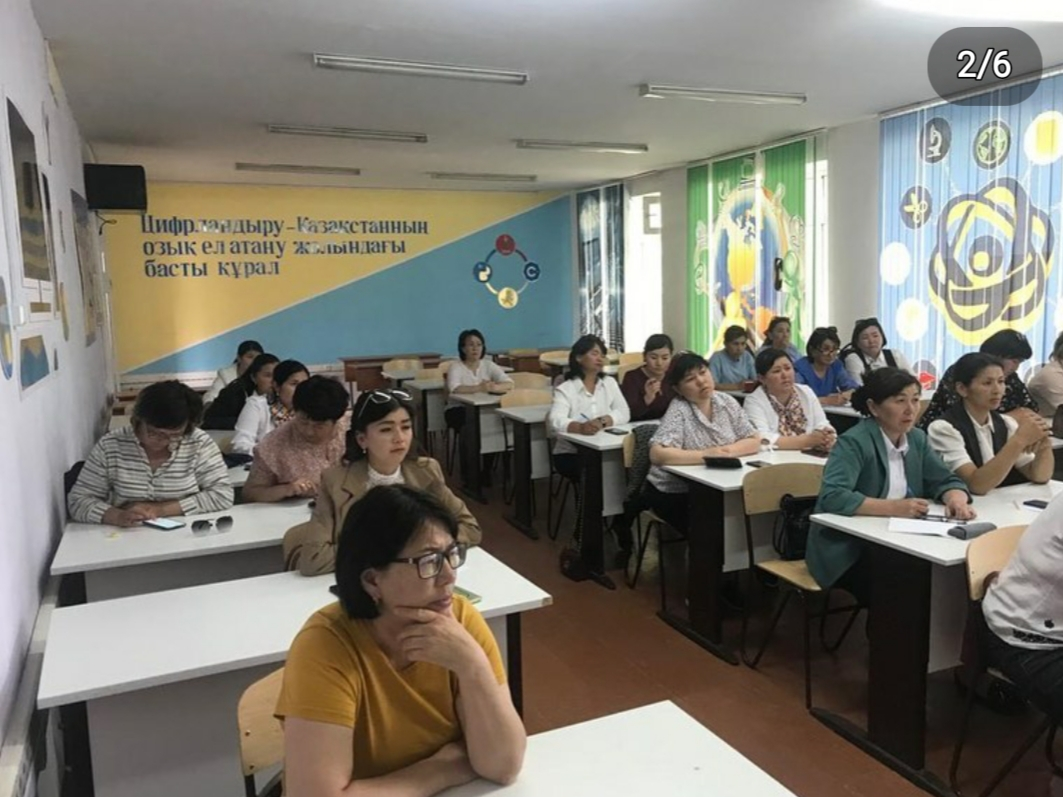 2/6
Цифрландыру - Қазақстанның
озық ел атану жолындағы
басты құрал
C